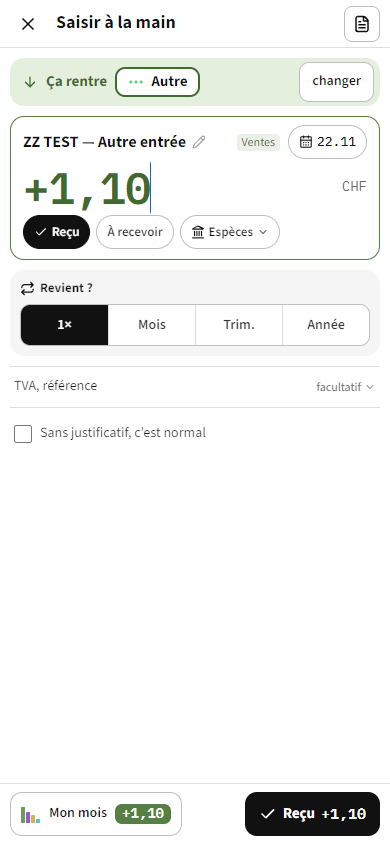 Saisir à la main
Ça rentre ··· Autre changer
ZZ TEST — Autre entrée Ventes 22.11
+1,10 CHF
Reçu À recevoir Espèces
Revient ?
1× Mois Trim. Année
TVA, référence facultatif
Sans justificatif, c’est normal
Mon mois +1,10 Reçu +1,10